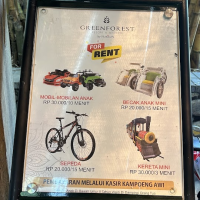 GREENFOREST
FOR
RENT
MOBIL MOBILAN ANAK
RP 30.000/10 MENIT
BECAK ANAK MINI
RP 20.000/15 MENIT
SEPEDA
RP 20.000/15 MENIT
KERETA MINI
RP 30.000/3 MENIT
MELALUI KASIR KAMPOENG AWI